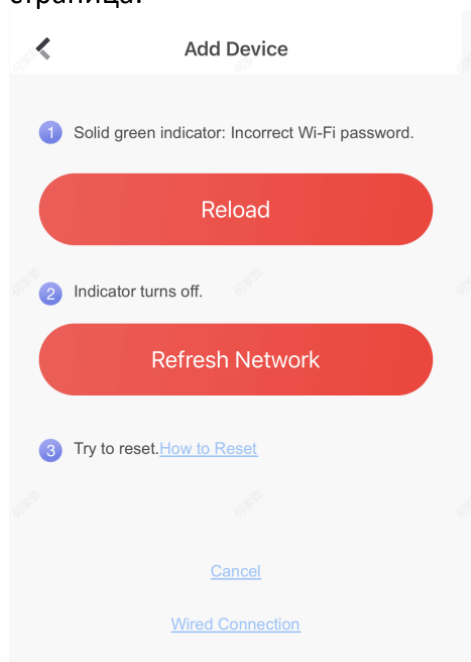 страница.
Add Device
1 Solid green indicator: Incorrect Wi-Fi password.
Reload
2 Indicator turns off.
Refresh Network
3 Try to reset.How to Reset
Cancel
Wired Connection